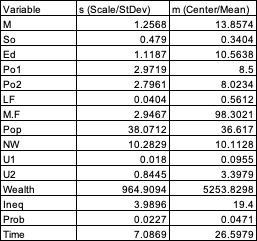 Variable s (Scale/StDev) m (Center/Mean)
M 1.2568 13.8574
So 0.479 0.3404
Ed 1.1187 10.5638
Po1 2.9719 8.5
Po2 2.7961 8.0234
LF 0.0404 0.5612
M.F 2.9467 98.3021
Pop 38.0712 36.617
NW 10.2829 10.1128
U1 0.018 0.0955
U2 0.8445 3.3979
Wealth 964.9094 5253.8298
Ineq 3.9896 19.4
Prob 0.0227 0.0471
Time 7.0869 26.5979